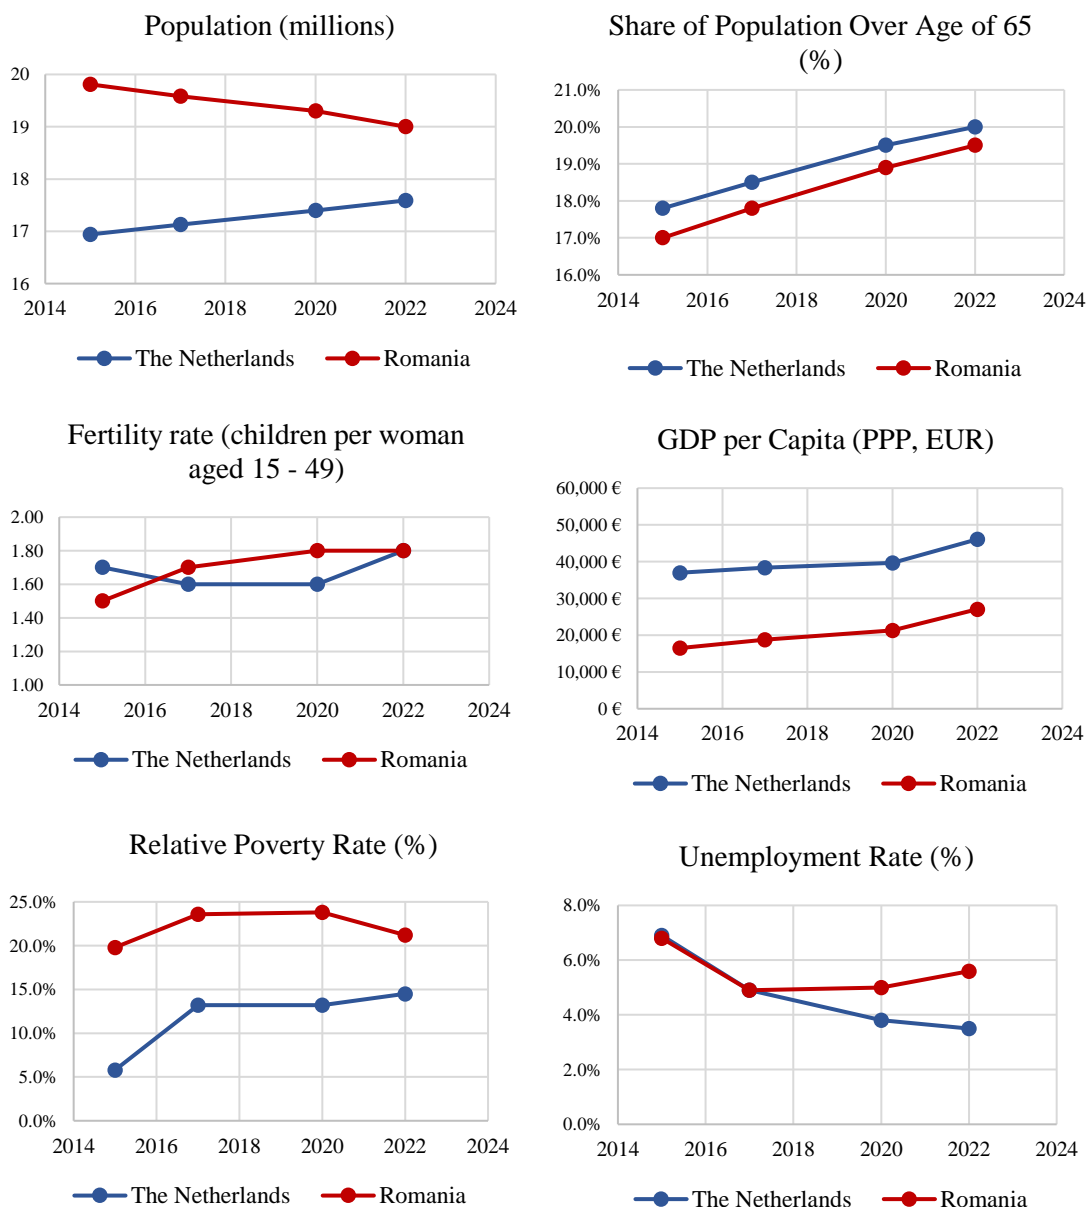 Population (millions)
20
19
18
17
16
2014 2016 2018 2020 2022 2024
The Netherlands Romania
Share of Population Over Age of 65
(%)
21.0%
20.0%
19.0%
18.0%
17.0%
16.0%
2014 2016 2018 2020 2022 2024
The Netherlands Romania
Fertility rate (children per woman
aged 15 - 49)
2.00
1.80
1.60
1.40
1.20
1.00
2014 2016 2018 2020 2022 2024
The Netherlands Romania
GDP per Capita (PPP, EUR)
60,000 €
50,000 €
40,000 €
30,000 €
20,000 €
10,000 €
0 €
2014 2016 2018 2020 2022 2024
The Netherlands Romania
Relative Poverty Rate (%)
25.0%
20.0%
15.0%
10.0%
5.0%
0.0%
2014 2016 2018 2020 2022 2024
The Netherlands Romania
Unemployment Rate (%)
8.0%
6.0%
4.0%
2.0%
0.0%
2014 2016 2018 2020 2022 2024
The Netherlands Romania